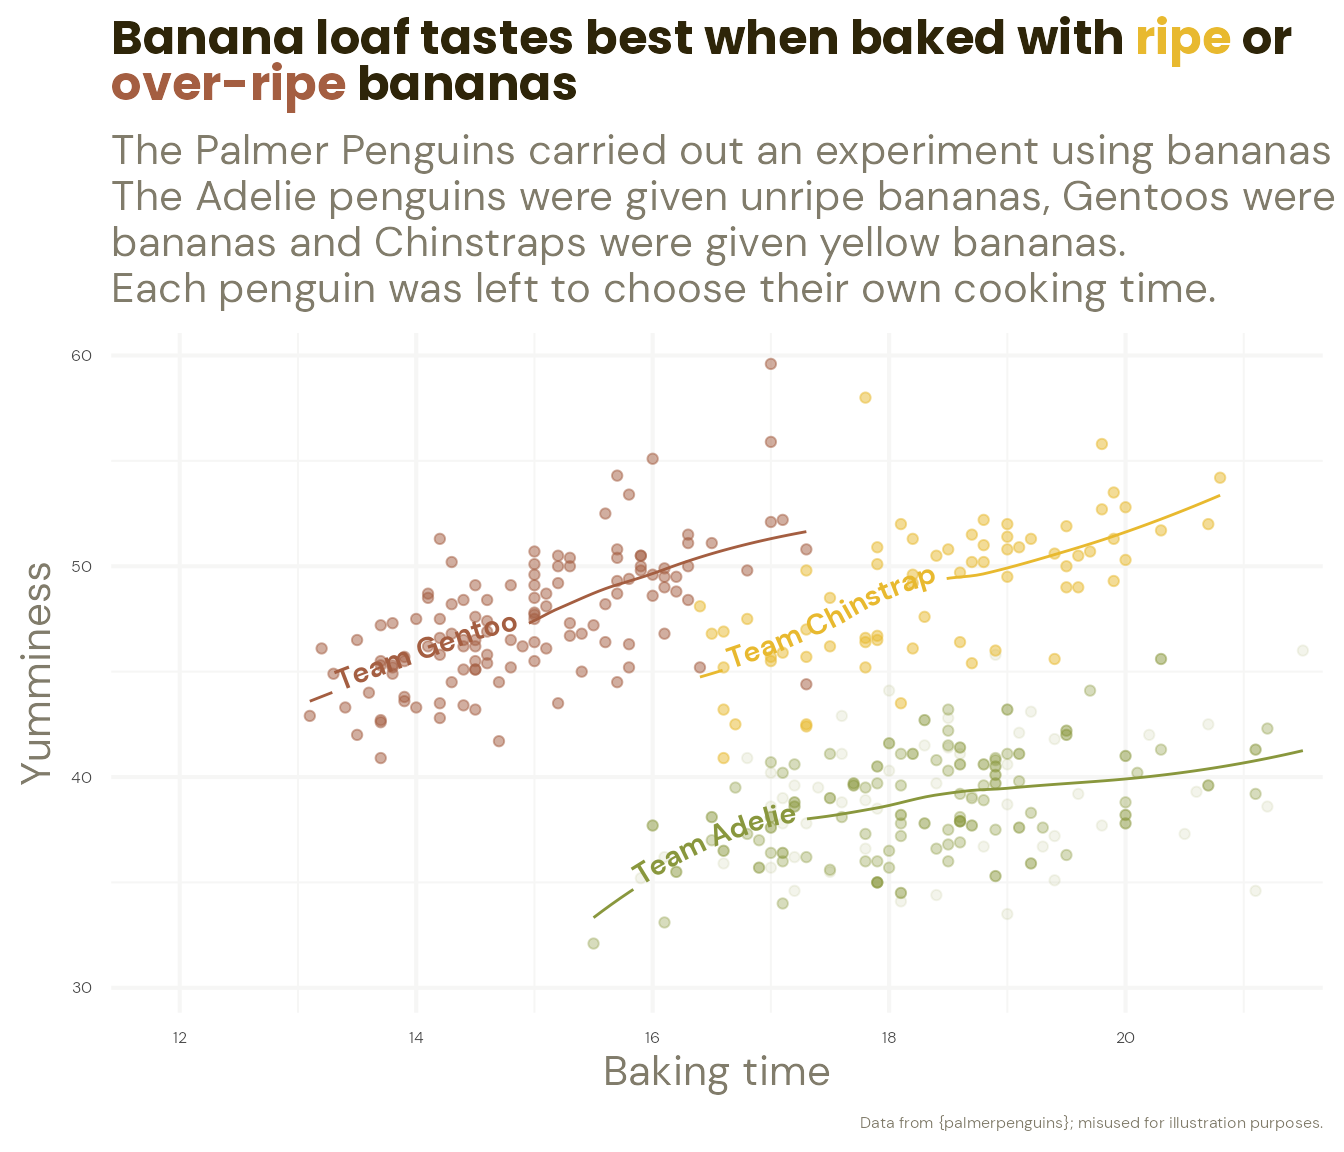 Banana loaf tastes best when baked with ripe or
over-ripe bananas
The Palmer Penguins carried out an experiment using bananas
The Adelie penguins were given unripe bananas, Gentoos were
bananas and Chinstraps were given yellow bananas.
Each penguin was left to choose their own cooking time.
Yumminess
60
50
40
30
Team Gentoo
Team Chinstrap
Team Adelie
12
14
16
18
20
Baking time
Data from {palmerpenguins}; misused for illustration purposes.